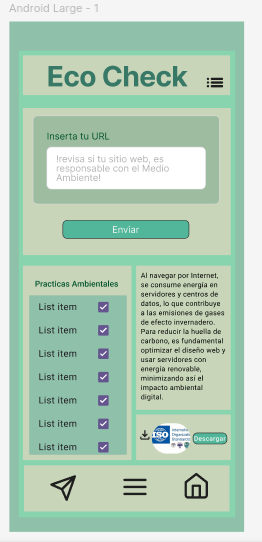 Android Large - 1
Eco Check
Inserta tu URL
!revisa si tu sitio web, es
responsable con el Medio
Ambiente!
Enviar
Practicas Ambientales
List item
List item
List item
List item
List item
List item
List item
Al navegar por Internet,
se consume energía en
servidores y centros de
datos, lo que contribuye
a las emisiones de gases
de efecto invernadero.
Para reducir la huella de
carbono, es fundamental
optimizar el diseño web y
usar servidores con
energía renovable,
minimizando así el
impacto ambiental
digital.
ISO
Descargar